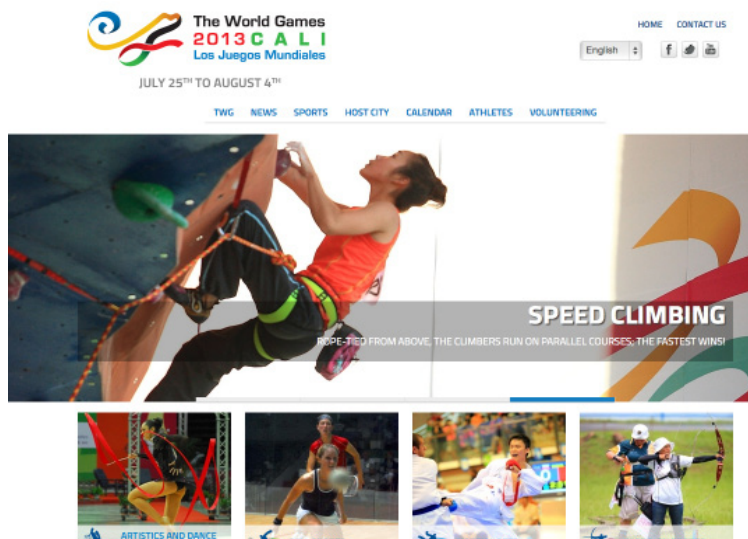 The World Games
2013 CALI
Los Juegos Mundiales
JULY 25TH TO AUGUST 4TH
HOME CONTACT US
English
TWG NEWS SPORTS HOST CITY CALENDAR ATHLETES VOLUNTEERING
SPEED CLIMBING
ROPE-TIED FROM ABOVE, THE CLIMBERS RUN ON PARALLEL COURSES; THE FASTEST WINS!
ARTISTICS AND DANCE